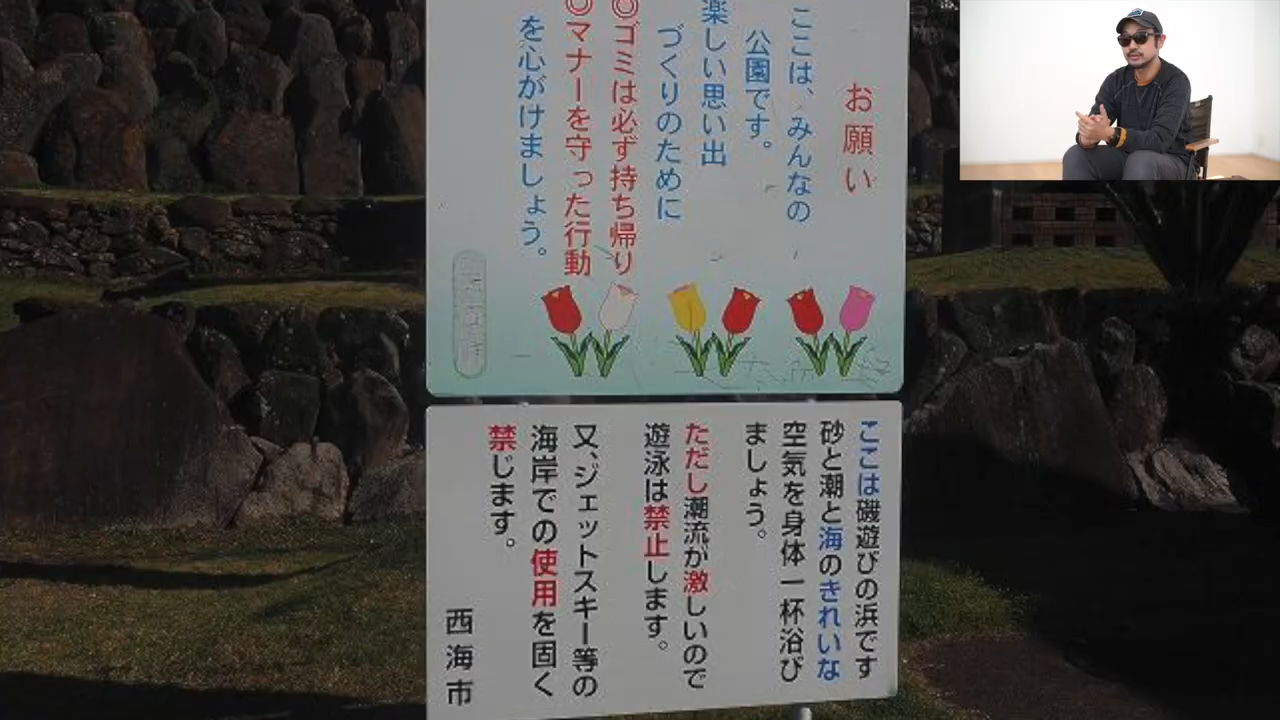 お願い
ここは、みんなの
公園です。
楽しい思い出
づくりのために
◎ゴミは必ず持ち帰り
◎マナーを守った行動
を心がけましょう。
ここは磯遊びの浜です
砂と潮と海のきれいな
空気を身体一杯浴び
ましょう。
ただし潮流が激しいので
遊泳は禁止します。
又、ジェットスキー等の
海岸での使用を固く
禁じます。
西海市